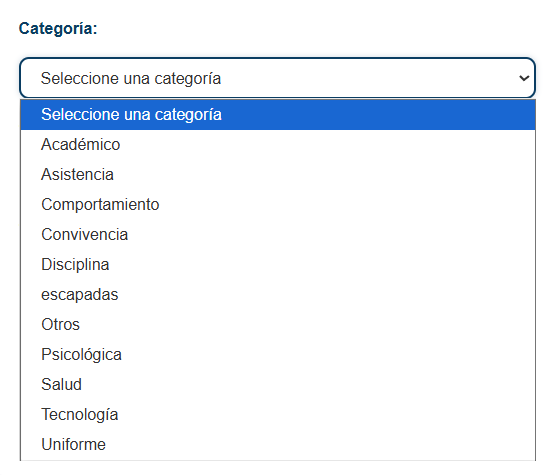 Categoría:
Seleccione una categoría
Seleccione una categoría
Académico
Asistencia
Comportamiento
Convivencia
Disciplina
escapadas
Otros
Psicológica
Salud
Tecnología
Uniforme